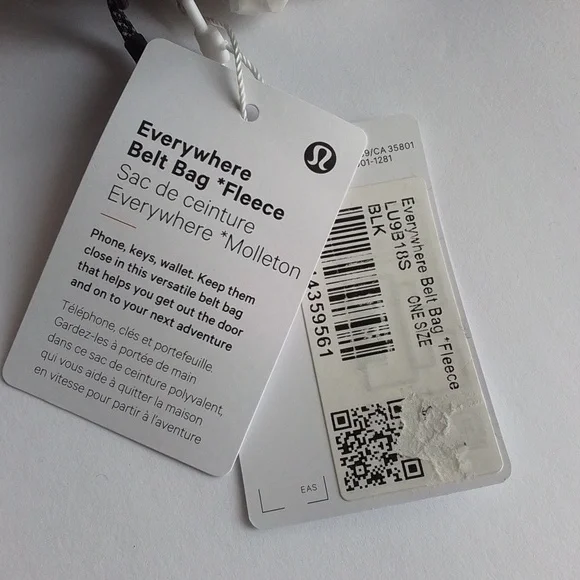 Everywhere
Belt Bag *Fleece
Sac de ceinture
Everywhere *Molleton
Phone, keys, wallet. Keep them
close in this versatile belt bag
that helps you get out the door
and on to your next adventure
Téléphone, clés et portefeuille.
Gardez-les à portée de main
dans ce sac de ceinture polyvalent,
qui vous aide à quitter la maison
en vitesse pour partir à l'aventure
9/CA 35801
01-1281
Everywhere Belt Bag *Fleece
LU9B18S ONE SIZE
BLK
4359561
EAS